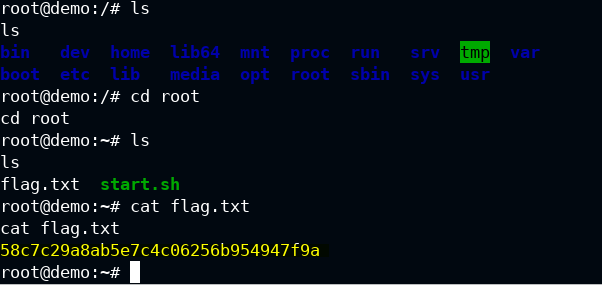 root@demo:/# ls
ls
bin dev home lib64 mnt proc run srv tmp var
boot etc lib media opt root sbin sys usr
root@demo:/# cd root
cd root
root@demo:~# ls
ls
flag.txt start.sh
root@demo:~# cat flag.txt
cat flag.txt
58c7c29a8ab5e7c4c06256b954947f9a
root@demo:~#